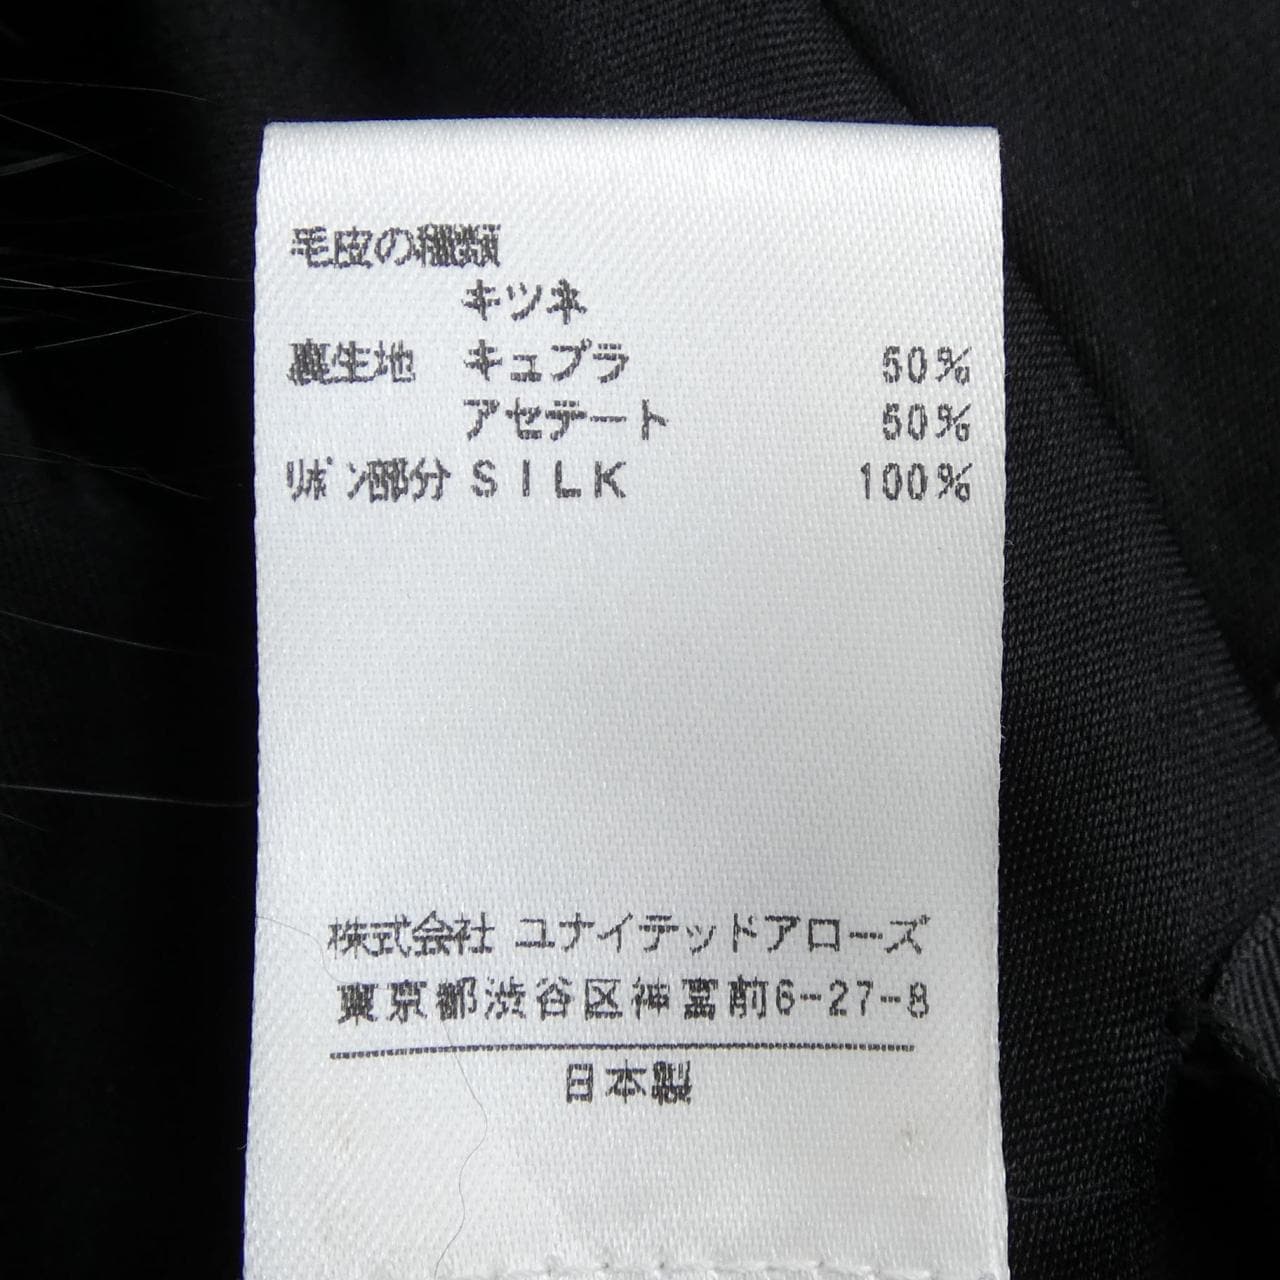 毛皮の種類
キツネ
裏生地 キュプラ 50%
アセテート 50%
ﾘﾎﾞﾝ部分 SILK 100%
株式会社 ユナイテッドアローズ
東京都渋谷区神宮前6-27-8
日本製